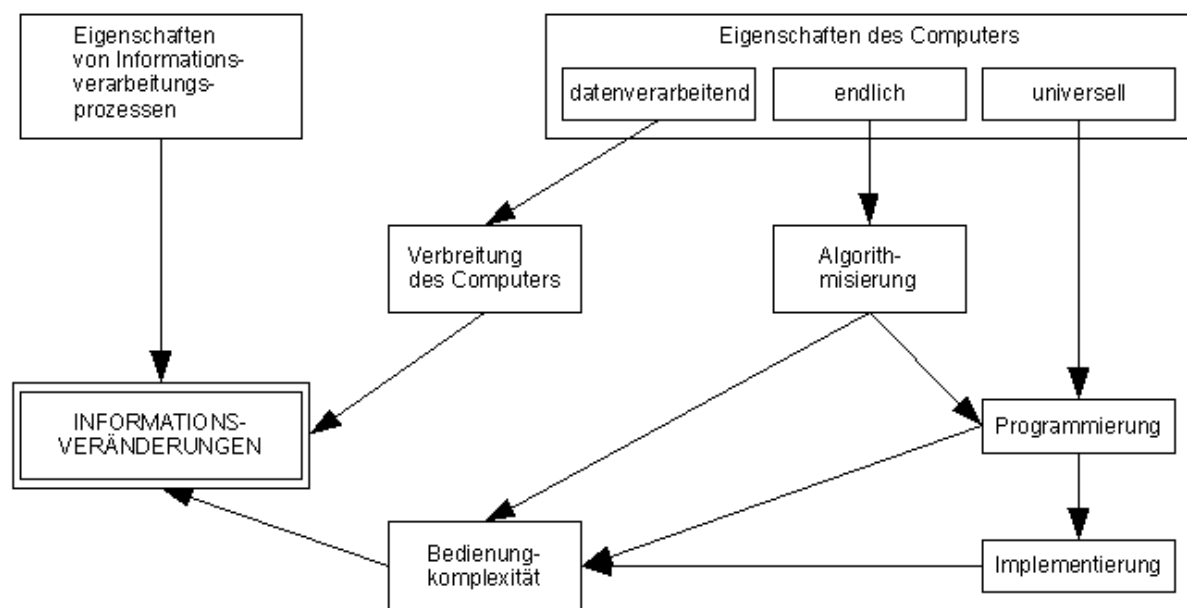 Eigenschaften
von Informations-
verarbeitungs-
prozessen
Eigenschaften des Computers
datenverarbeitend
endlich
universell
Verbreitung
des Computers
Algorith-
misierung
INFORMATIONS-
VERÄNDERUNGEN
Programmierung
Bedienung-
komplexität
Implementierung